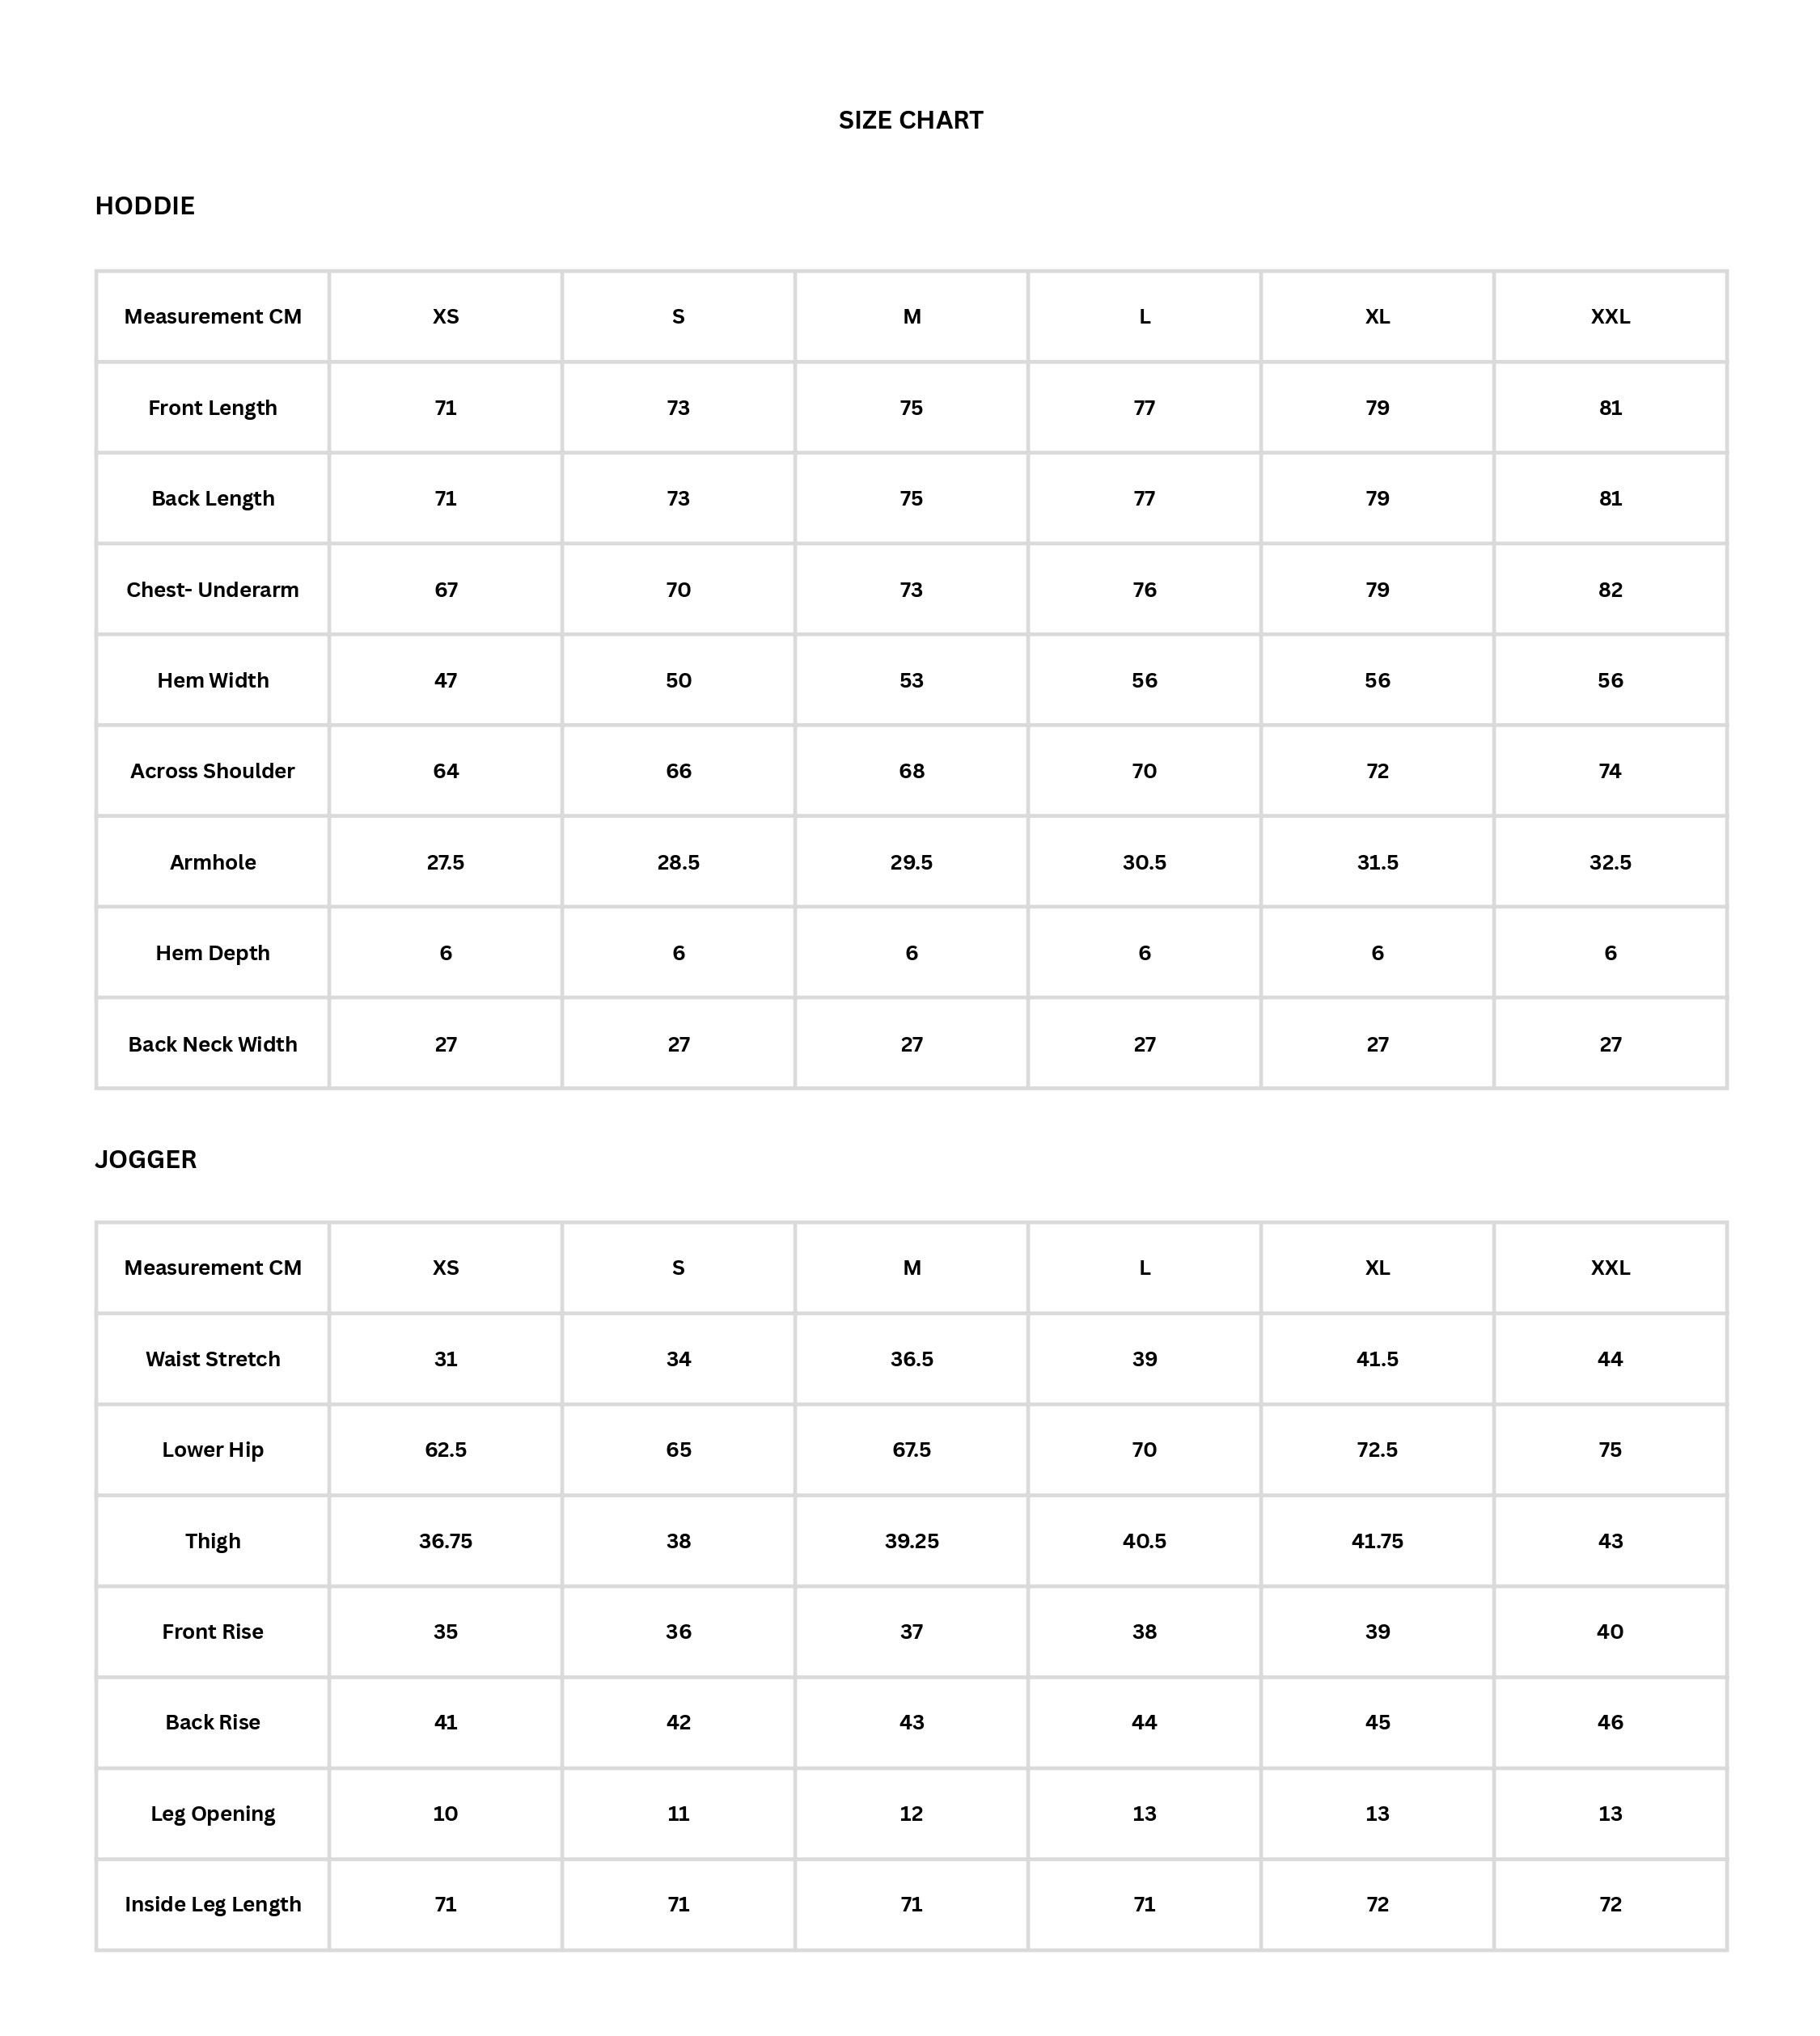 SIZE CHART
HODDIE
Measurement CM XS S M L XL XXL
Front Length 71 73 75 77 79 81
Back Length 71 73 75 77 79 81
Chest- Underarm 67 70 73 76 79 82
Hem Width 47 50 53 56 56 56
Across Shoulder 64 66 68 70 72 74
Armhole 27.5 28.5 29.5 30.5 31.5 32.5
Hem Depth 6 6 6 6 6 6
Back Neck Width 27 27 27 27 27 27
JOGGER
Measurement CM XS S M L XL XXL
Waist Stretch 31 34 36.5 39 41.5 44
Lower Hip 62.5 65 67.5 70 72.5 75
Thigh 36.75 38 39.25 40.5 41.75 43
Front Rise 35 36 37 38 39 40
Back Rise 41 42 43 44 45 46
Leg Opening 10 11 12 13 13 13
Inside Leg Length 71 71 71 71 72 72